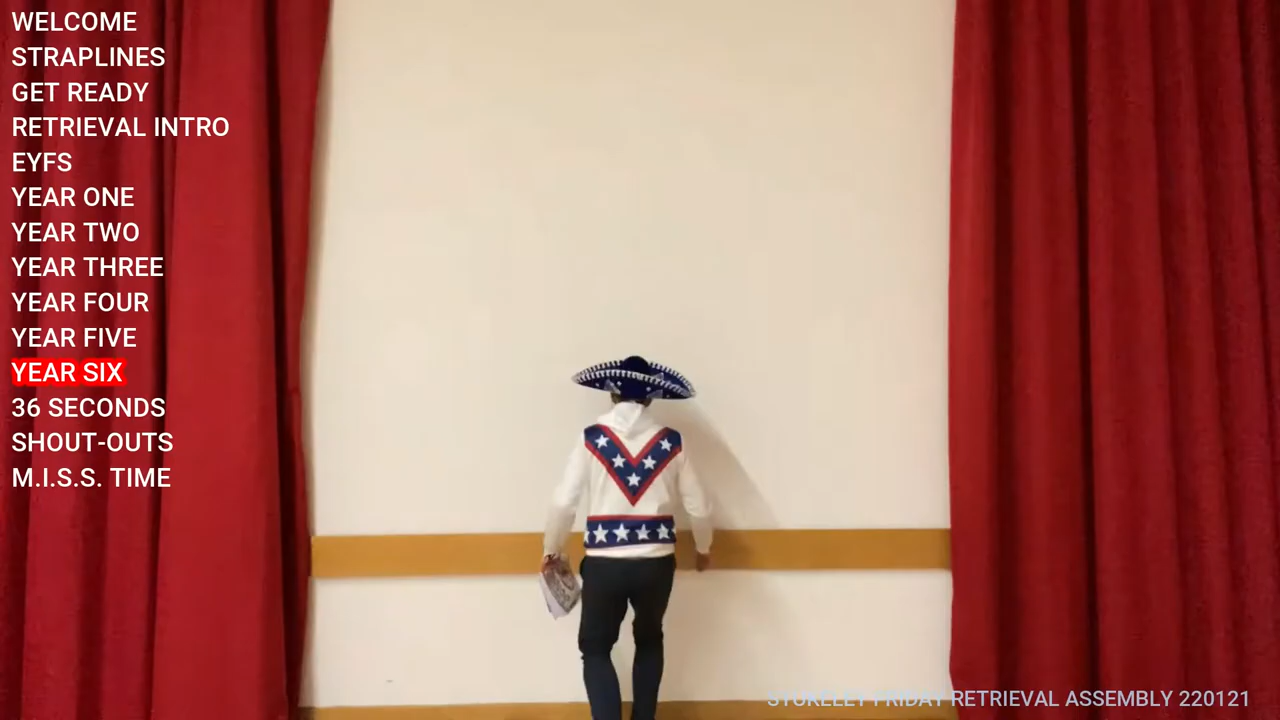 WELCOME
STRAPLINES
GET READY
RETRIEVAL INTRO
EYFS
YEAR ONE
YEAR TWO
YEAR THREE
YEAR FOUR
YEAR FIVE
YEAR SIX
36 SECONDS
SHOUT-OUTS
M.I.S.S. TIME
STUKELEY FRIDAY RETRIEVAL ASSEMBLY 220121